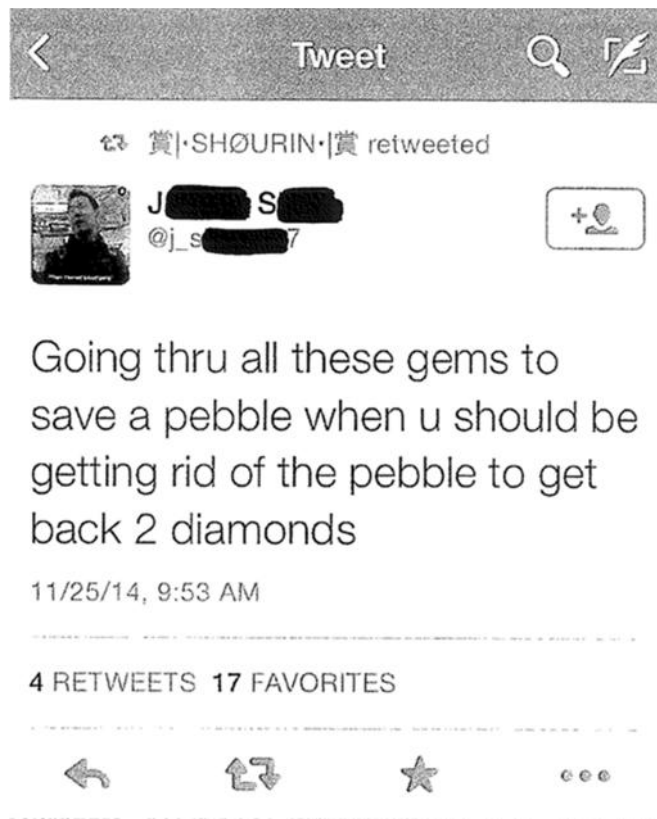 Tweet
賞|·SHØURIN·|賞 retweeted
J S
@j_s 7
Going thru all these gems to
save a pebble when u should be
getting rid of the pebble to get
back 2 diamonds
11/25/14, 9:53 AM
4 RETWEETS 17 FAVORITES